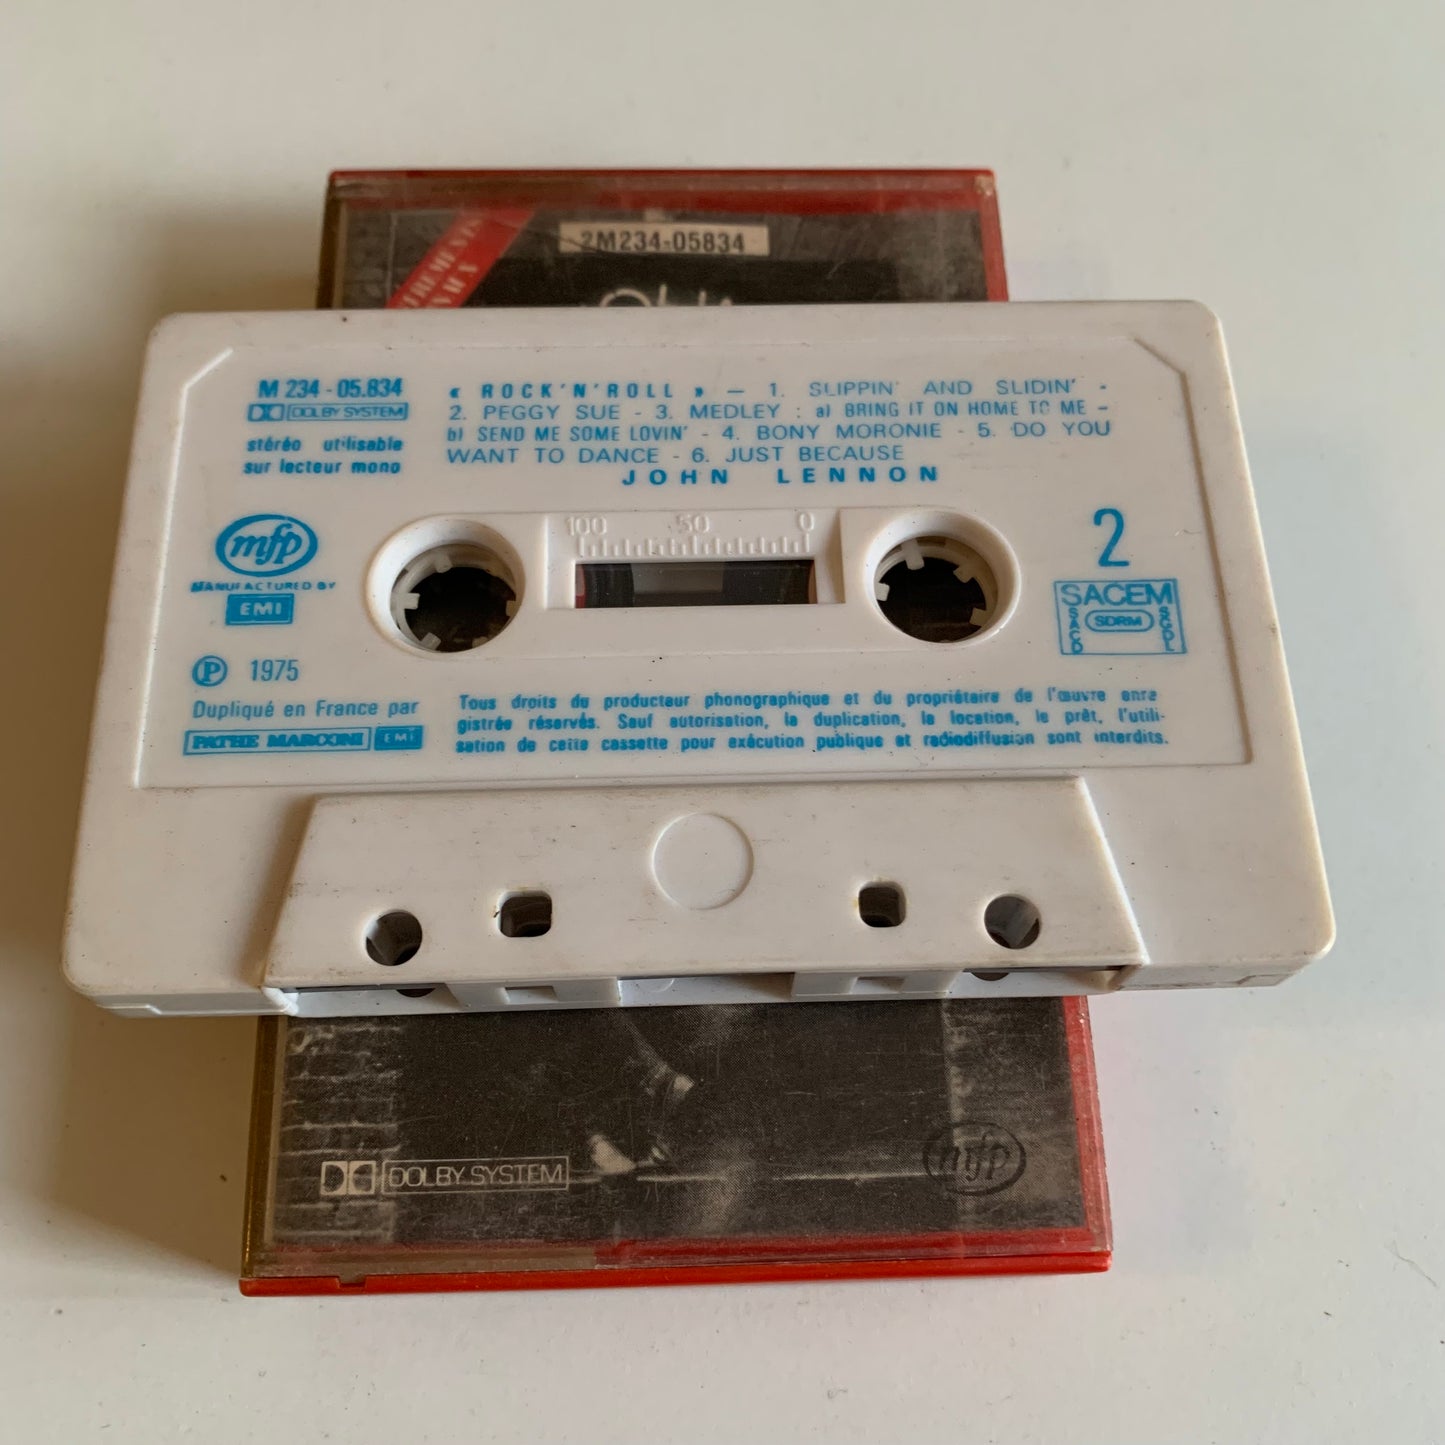 2M234-05834
M 234 - 05.834
DOLBY SYSTEM
stéréo utilisable
sur lecteur mono
« ROCK'N'ROLL » — 1. SLIPPIN' AND SLIDIN' -
2. PEGGY SUE - 3. MEDLEY : a) BRING IT ON HOME TO ME –
b) SEND ME SOME LOVIN' - 4. BONY MORONIE - 5. DO YOU
WANT TO DANCE - 6. JUST BECAUSE
JOHN LENNON
100 50 0
2
mfp
MANUFACTURED BY
EMI
SACEM
SACD SDRM SGDL
℗ 1975
Dupliqué en France par
PATHE MARCONI EMI
Tous droits du producteur phonographique et du propriétaire de l'œuvre enre
gistrée réservés. Sauf autorisation, la duplication, la location, le prêt, l'utili-
sation de cette cassette pour exécution publique et radiodiffusion sont interdits.
DOLBY SYSTEM
mfp